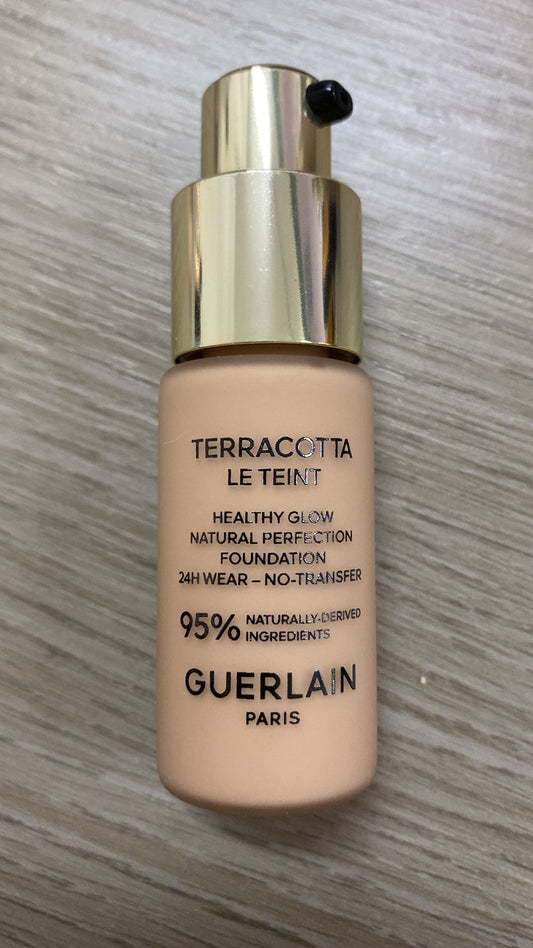 TERRACOTTA
LE TEINT
HEALTHY GLOW
NATURAL PERFECTION
FOUNDATION
24H WEAR – NO-TRANSFER
95% NATURALLY-DERIVED
INGREDIENTS
GUERLAIN
PARIS